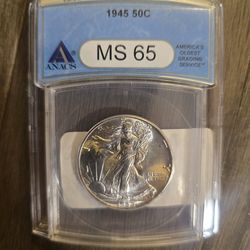 1945 50C
ANACS
MS 65
AMERICA'S
OLDEST
GRADING
SERVICE